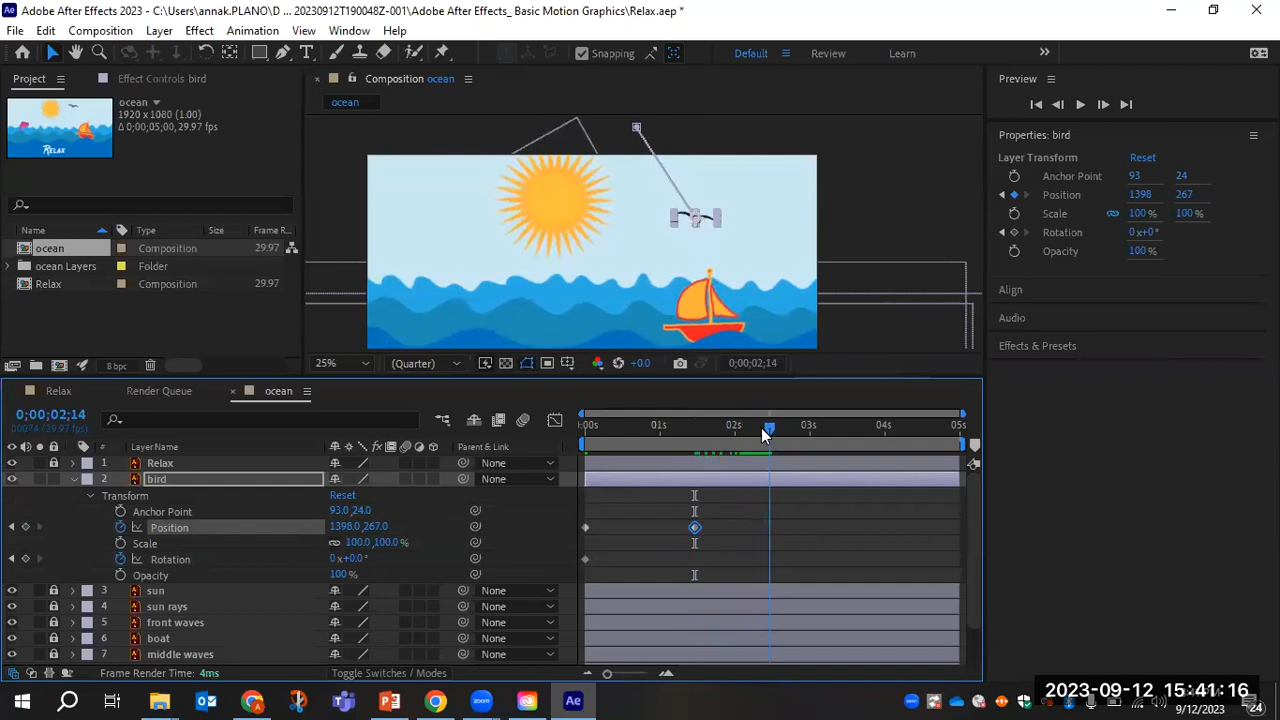 Adobe After Effects 2023 - C:\Users\annak.PLANO\D ... 20230912T190048Z-001\Adobe After Effects_ Basic Motion Graphics\Relax.aep *
File Edit Composition Layer Effect Animation View Window Help
Snapping Default Review Learn
Project Effect Controls bird Composition ocean Preview
ocean
1920 x 1080 (1.00)
Δ 0;00;05;00, 29.97 fps
RELAX
ocean
Properties: bird
Layer Transform Reset
Anchor Point 93 24
Position 1398 267
Scale 100 % 100 %
Rotation 0 x+0°
Opacity 100 %
Align
Audio
Effects & Presets
Name Type Size Frame R...
ocean Composition 29.97
ocean Layers Folder
Relax Composition 29.97
8 bpc
25% (Quarter) +0.0 0;00;02;14
Relax Render Queue ocean
0;00;02;14
00074 (29.97 fps)
:00s 01s 02s 03s 04s 05s
# Layer Name Parent & Link
1 Relax None
2 bird None
Transform Reset
Anchor Point 93.0,24.0
Position 1398.0,267.0
Scale 100.0,100.0 %
Rotation 0 x+0.0°
Opacity 100 %
3 sun None
4 sun rays None
5 front waves None
6 boat None
7 middle waves None
Frame Render Time: 4ms Toggle Switches / Modes
zoom Ae
2023-09-12 15:41:16
9/12/2023 24